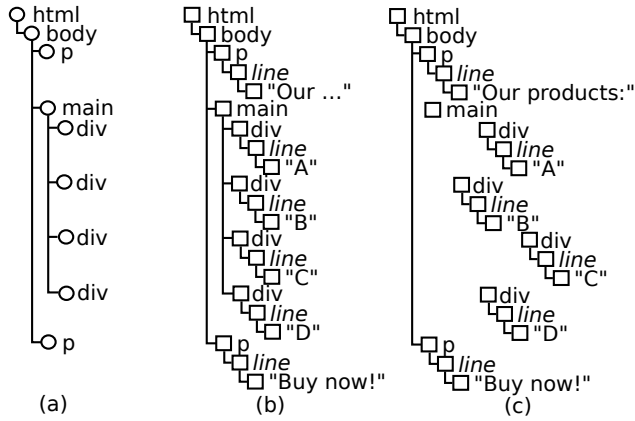 html
body
p
main
div
div
div
div
p
(a)
html
body
p
line
"Our ..."
main
div
line
"A"
div
line
"B"
div
line
"C"
div
line
"D"
p
line
"Buy now!"
(b)
html
body
p
line
"Our products:"
main
div
line
"A"
div
line
"B"
div
line
"C"
div
line
"D"
p
line
"Buy now!"
(c)